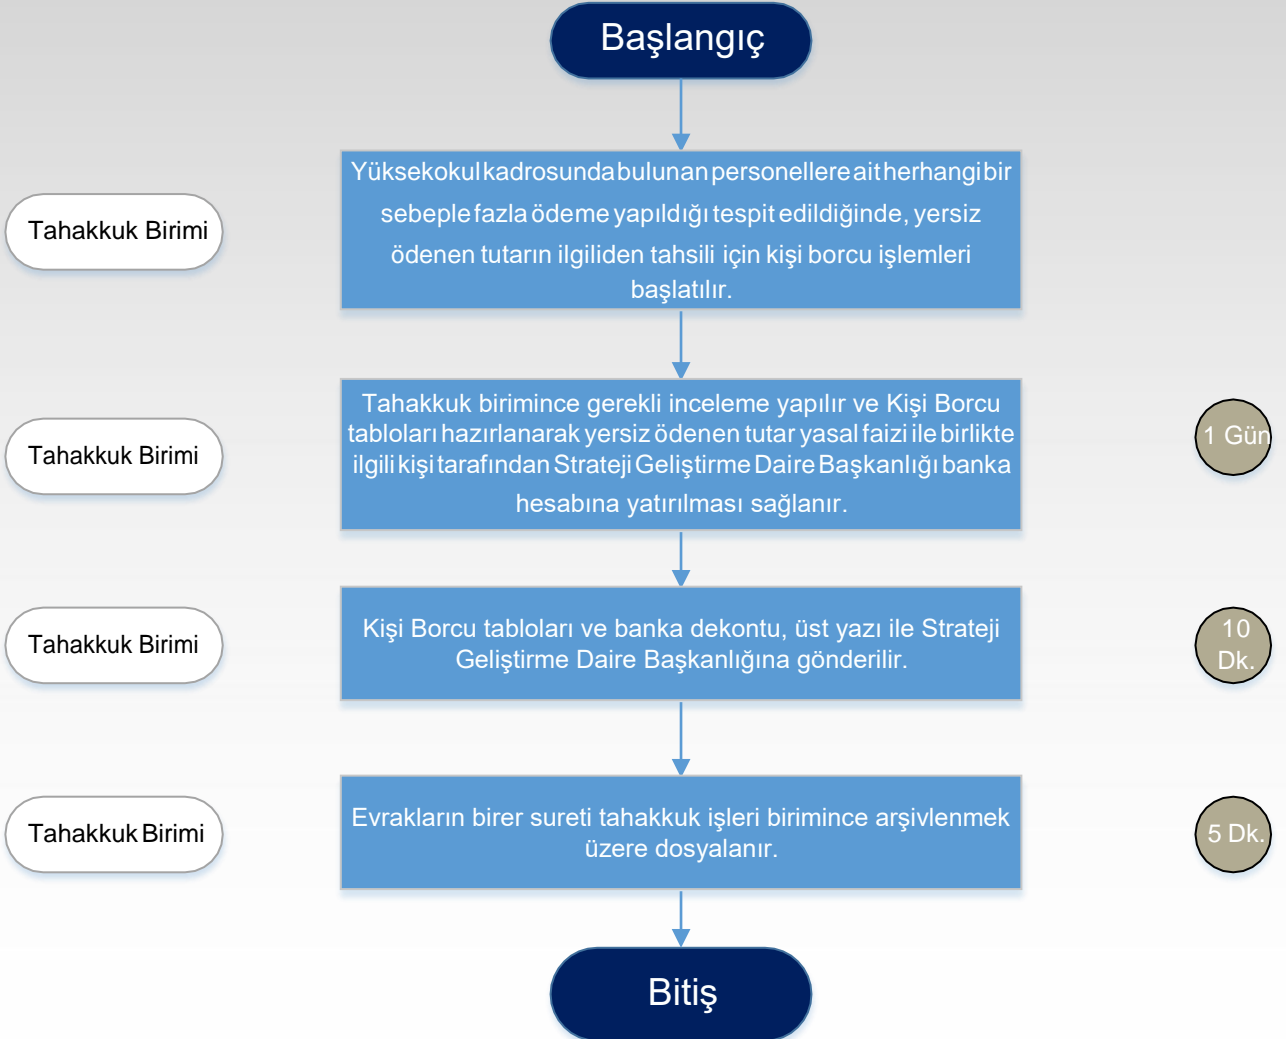 Başlangıç
Tahakkuk Birimi
Yüksekokul kadrosunda bulunan personellere ait herhangi bir
sebeple fazla ödeme yapıldığı tespit edildiğinde, yersiz
ödenen tutarın ilgiliden tahsili için kişi borcu işlemleri
başlatılır.
Tahakkuk Birimi
Tahakkuk birimince gerekli inceleme yapılır ve Kişi Borcu
tabloları hazırlanarak yersiz ödenen tutar yasal faizi ile birlikte
ilgili kişi tarafından Strateji Geliştirme Daire Başkanlığı banka
hesabına yatırılması sağlanır.
1 Gün
Tahakkuk Birimi
Kişi Borcu tabloları ve banka dekontu, üst yazı ile Strateji
Geliştirme Daire Başkanlığına gönderilir.
10
Dk.
Tahakkuk Birimi
Evrakların birer sureti tahakkuk işleri birimince arşivlenmek
üzere dosyalanır.
5 Dk.
Bitiş